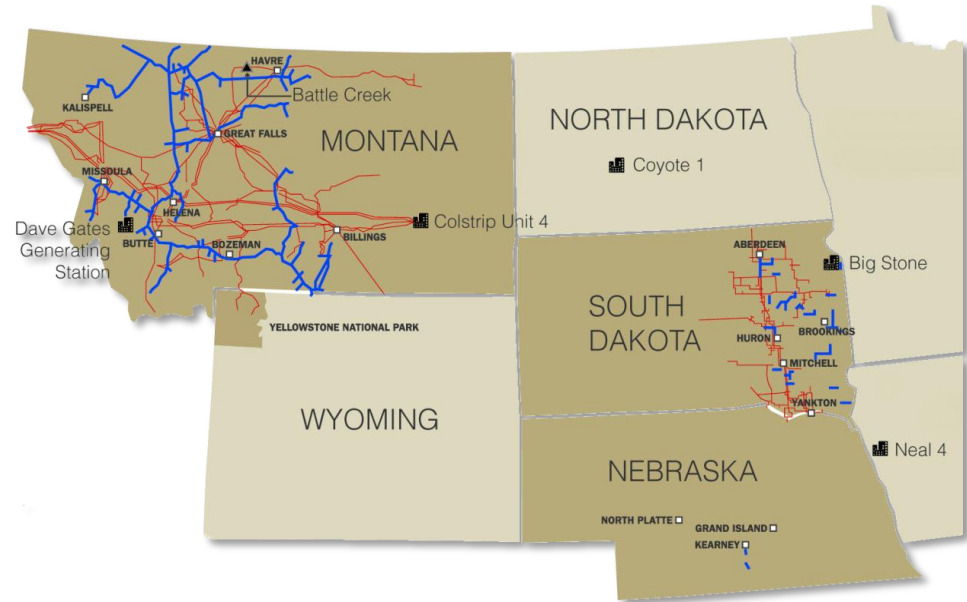 HAVRE
Battle Creek
KALISPELL
GREAT FALLS
MONTANA
MISSOULA
HELENA
Dave Gates
Generating
Station
BUTTE
BOZEMAN
BILLINGS
Colstrip Unit 4
YELLOWSTONE NATIONAL PARK
WYOMING
NORTH DAKOTA
Coyote 1
ABERDEEN
Big Stone
SOUTH
DAKOTA
BROOKINGS
HURON
MITCHELL
YANKTON
Neal 4
NEBRASKA
NORTH PLATTE
GRAND ISLAND
KEARNEY